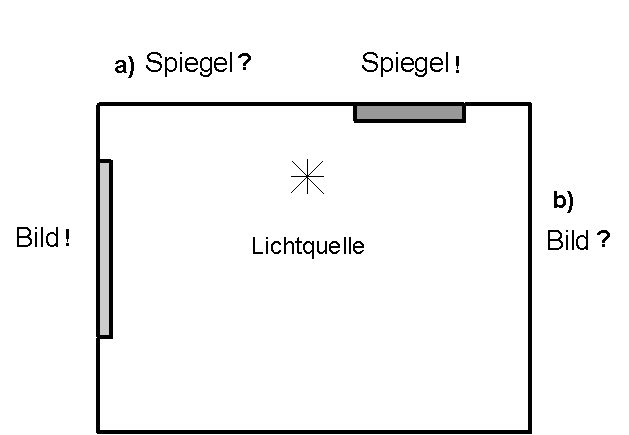 a) Spiegel?
Spiegel!
b)
Bild!
Bild?
Lichtquelle